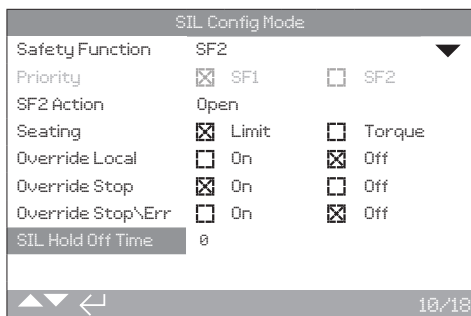 SIL Config Mode
Safety Function SF2
Priority SF1 SF2
SF2 Action Open
Seating Limit Torque
Override Local On Off
Override Stop On Off
Override Stop\Err On Off
SIL Hold Off Time 0
10/18